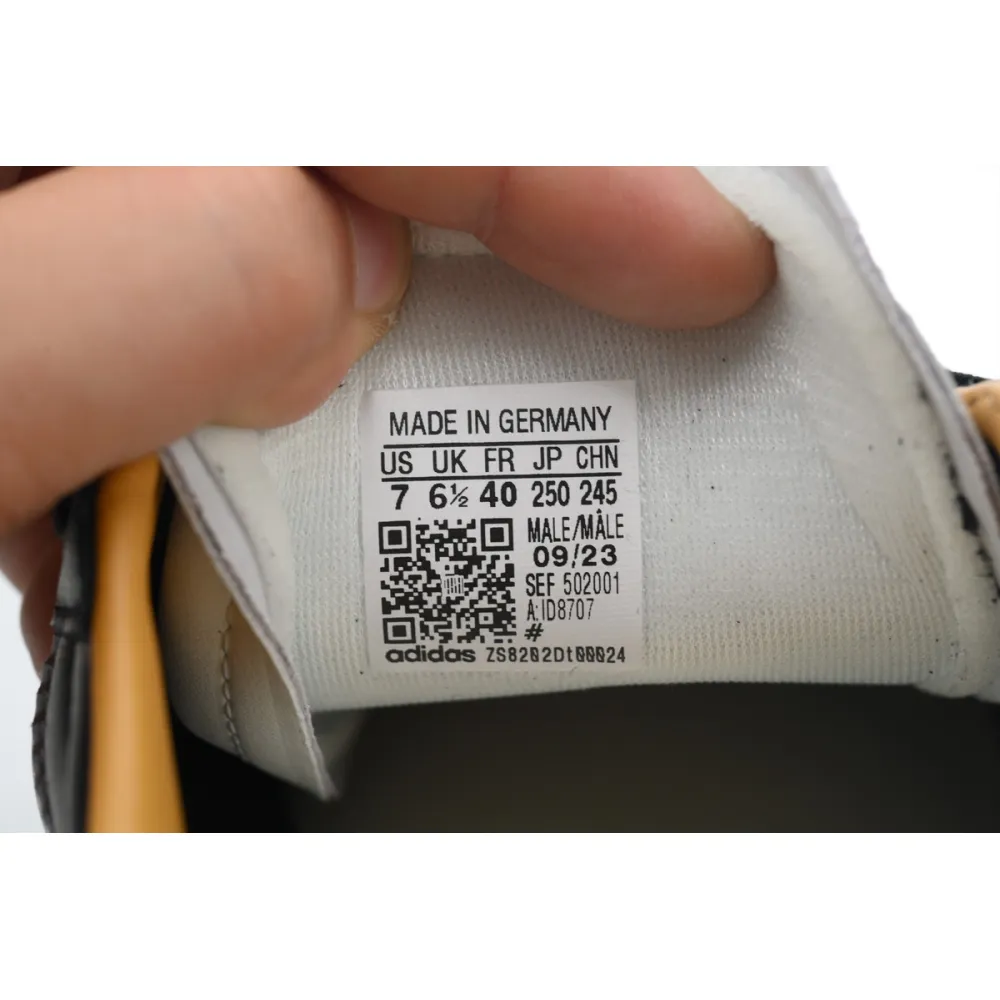 MADE IN GERMANY
US UK FR JP CHN
7 6½ 40 250 245
MALE/MÂLE
09/23
SEF 502001
A:ID8707
#
adidas ZS8202Dt00024